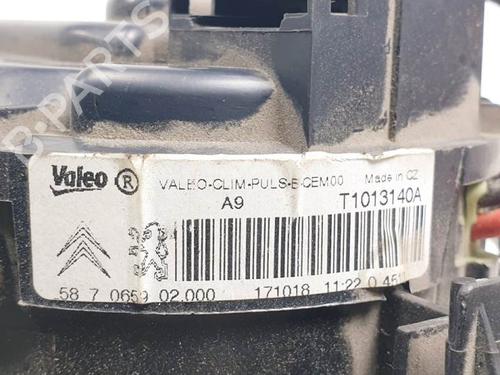 B-PARTS
Valeo ® VALEO-CLIM-PULS-E-CEM00 Made in CZ
A9 T1013140A
58 7 0659 02.000 171018 11:22 0 451